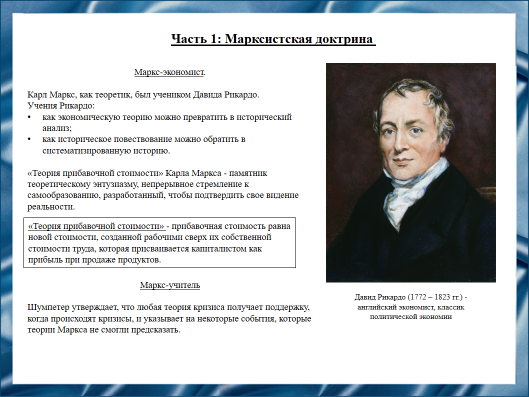 Часть 1: Марксистская доктрина
Маркс-экономист.
Карл Маркс, как теоретик, был учеником Давида Рикардо.
Учения Рикардо:
• как экономическую теорию можно превратить в исторический
анализ;
• как историческое повествование можно обратить в
систематизированную историю.
«Теория прибавочной стоимости» Карла Маркса - памятник
теоретическому энтузиазму, непрерывное стремление к
самообразованию, разработанный, чтобы подтвердить свое видение
реальности.
«Теория прибавочной стоимости» - прибавочная стоимость равна
новой стоимости, созданной рабочими сверх их собственной
стоимости труда, которая присваивается капиталистом как
прибыль при продаже продуктов.
Маркс-учитель
Шумпетер утверждает, что любая теория кризиса получает поддержку,
когда происходят кризисы, и указывает на некоторые события, которые
теории Маркса не смогли предсказать.
Давид Рикардо (1772 – 1823 гг.) -
английский экономист, классик
политической экономии